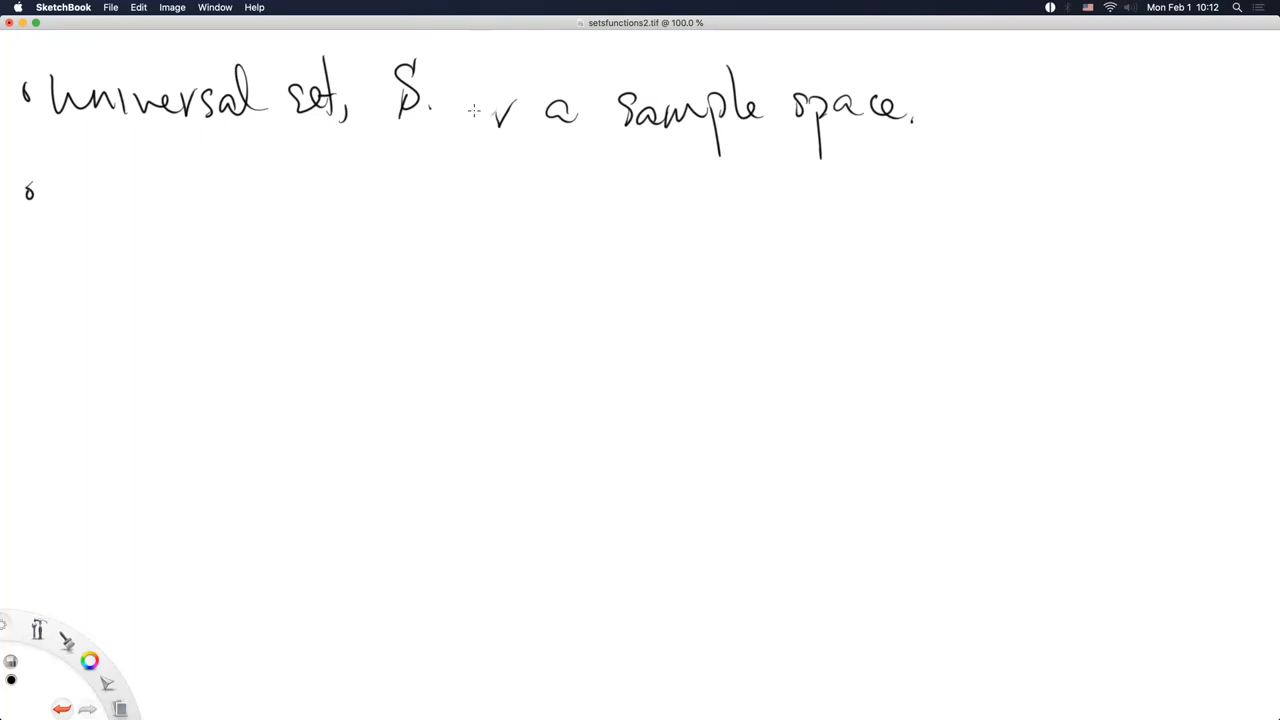 SketchBook File Edit Image Window Help Mon Feb 1 10:12
setsfunctions2.tif @ 100.0 %
• Universal set, S. a sample space.
•